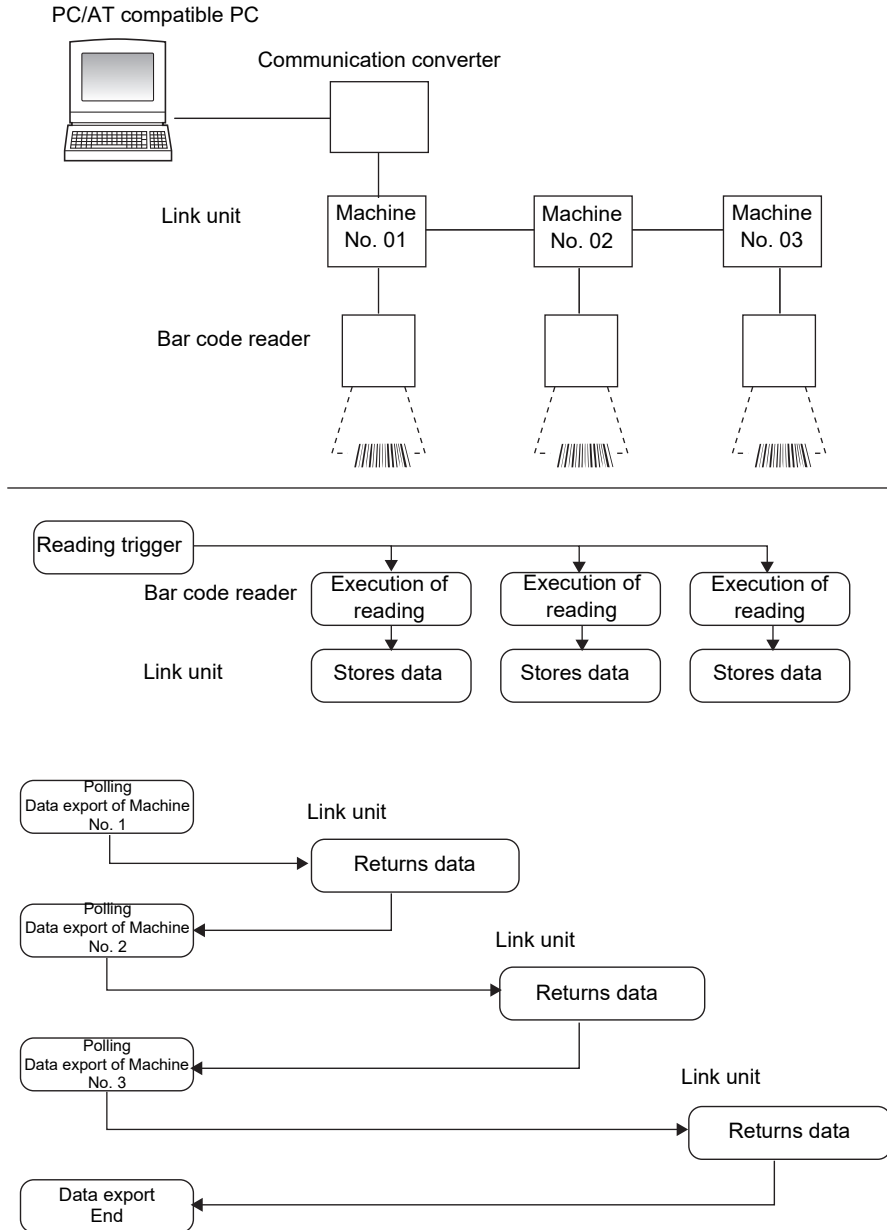 PC/AT compatible PC
Communication converter
Link unit
Machine
No. 01
Machine
No. 02
Machine
No. 03
Bar code reader
Reading trigger
Bar code reader
Execution of
reading
Execution of
reading
Execution of
reading
Link unit
Stores data
Stores data
Stores data
Polling
Data export of Machine
No. 1
Link unit
Returns data
Polling
Data export of Machine
No. 2
Link unit
Returns data
Polling
Data export of Machine
No. 3
Link unit
Returns data
Data export
End